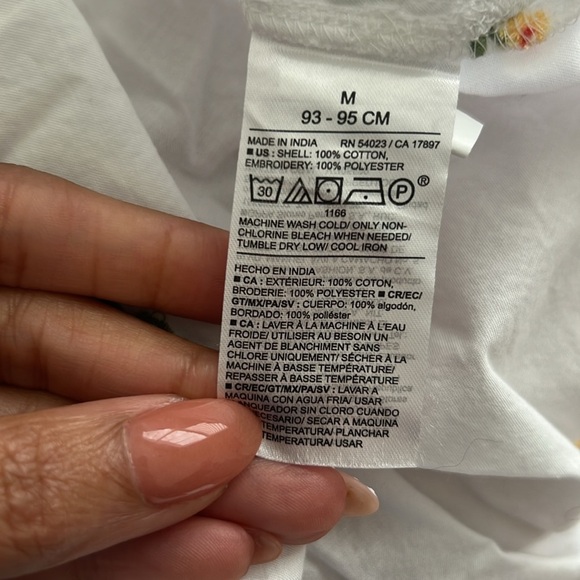 M
93 - 95 CM
MADE IN INDIA RN 54023 / CA 17897
■ US : SHELL: 100% COTTON,
EMBROIDERY: 100% POLYESTER
30 P ®
1166
MACHINE WASH COLD/ ONLY NON-
CHLORINE BLEACH WHEN NEEDED/
TUMBLE DRY LOW/ COOL IRON
HECHO EN INDIA
■ CA : EXTÉRIEUR: 100% COTON,
BRODERIE: 100% POLYESTER ■ CR/EC/
GT/MX/PA/SV : CUERPO: 100% algodón,
BORDADO: 100% poliéster
■ CA : LAVER À LA MACHINE À L'EAU
FROIDE/ UTILISER AU BESOIN UN
AGENT DE BLANCHIMENT SANS
CHLORE UNIQUEMENT/ SÉCHER À LA
MACHINE À BASSE TEMPÉRATURE/
REPASSER À BASSE TEMPÉRATURE
■ CR/EC/GT/MX/PA/SV : LAVAR A
MAQUINA CON AGUA FRIA/ USAR
SIN CLORO CUANDO
SECAR A MAQUINA
PLANCHAR
USAR